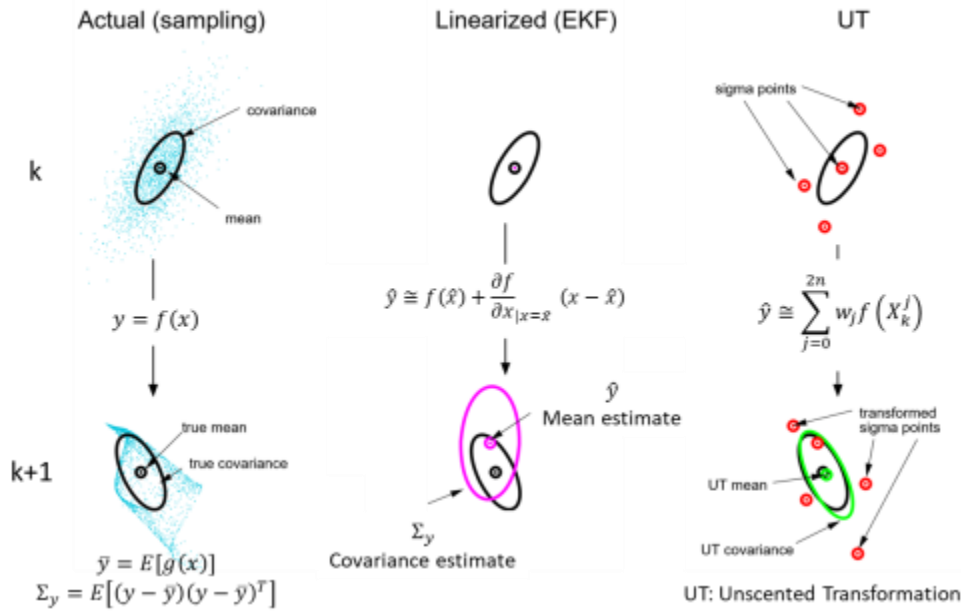 Actual (sampling)
Linearized (EKF)
UT
covariance
mean
sigma points
k
y = f(x)
ŷ ≅ f(x̂) + ∂f/∂x|x=x̂ (x − x̂)
ŷ ≅ ∑_{j=0}^{2n} w_j f(X_k^j)
k+1
true mean
true covariance
ŷ
Mean estimate
Σ_y
Covariance estimate
transformed
sigma points
UT mean
UT covariance
ȳ = E[g(x)]
Σ_y = E[(y − ȳ)(y − ȳ)^T]
UT: Unscented Transformation